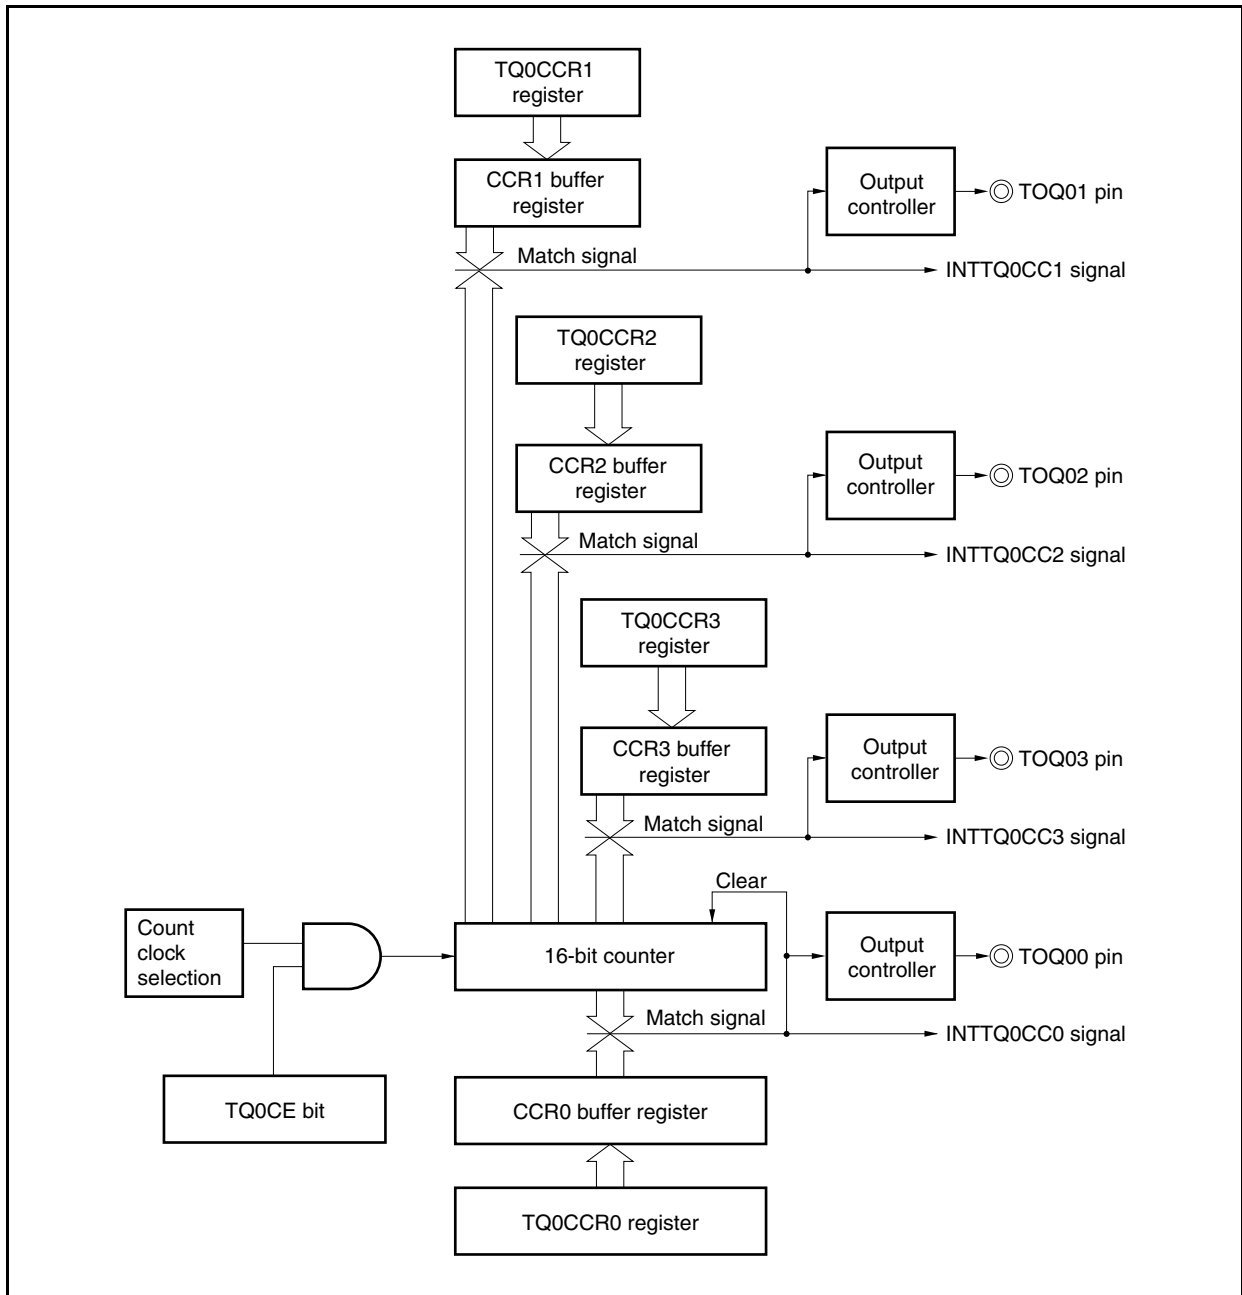 TQ0CCR1
register
CCR1 buffer
register
Output
controller
TOQ01 pin
Match signal
INTTQ0CC1 signal
TQ0CCR2
register
CCR2 buffer
register
Output
controller
TOQ02 pin
Match signal
INTTQ0CC2 signal
TQ0CCR3
register
CCR3 buffer
register
Output
controller
TOQ03 pin
Match signal
INTTQ0CC3 signal
Clear
Count
clock
selection
16-bit counter
Output
controller
TOQ00 pin
Match signal
INTTQ0CC0 signal
TQ0CE bit
CCR0 buffer register
TQ0CCR0 register